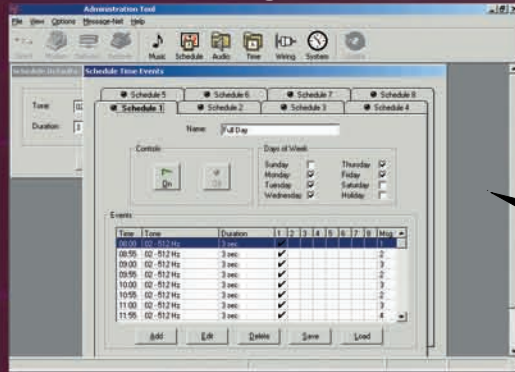 Administration Tool
File View Options Message-Net Help
Music Schedule Audio Time Wiring System
Schedule Defaults
Schedule Time Events
Tone: 02
Duration: 3
Schedule 5 Schedule 6 Schedule 7 Schedule 8
Schedule 1 Schedule 2 Schedule 3 Schedule 4
Name: Full Day
Controls
On
Off
Days of Week
Sunday Thursday
Monday Friday
Tuesday Saturday
Wednesday Holiday
Events
Time Tone Duration 1 2 3 4 5 6 7 8 Msg
08:00 02 - 512 Hz 3 sec. 1
08:55 02 - 512 Hz 3 sec. 2
09:00 02 - 512 Hz 3 sec. 3
09:55 02 - 512 Hz 3 sec. 2
10:00 02 - 512 Hz 3 sec. 3
10:55 02 - 512 Hz 3 sec. 2
11:00 02 - 512 Hz 3 sec. 3
11:55 02 - 512 Hz 3 sec. 4
Add Edit Delete Save Load